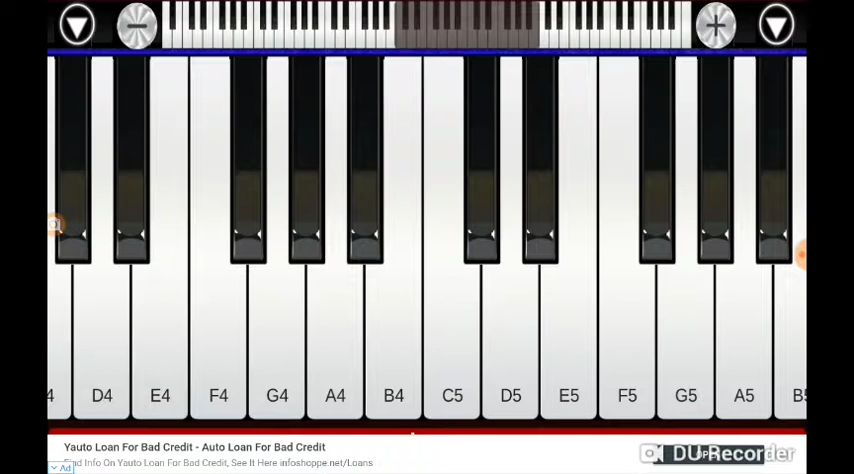 4 D4 E4 F4 G4 A4 B4 C5 D5 E5 F5 G5 A5 B5
Yauto Loan For Bad Credit - Auto Loan For Bad Credit
Find Info On Yauto Loan For Bad Credit, See It Here infoshoppe.net/Loans
Ad
DU Recorder